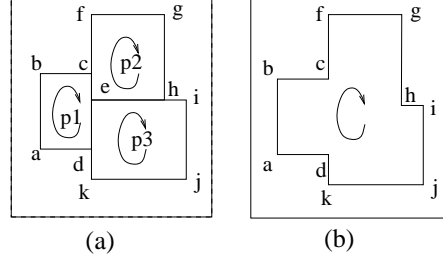 f g f g
b c p2 b c
e h i h i
p1 p3
a d a d
k j k j
(a) (b)